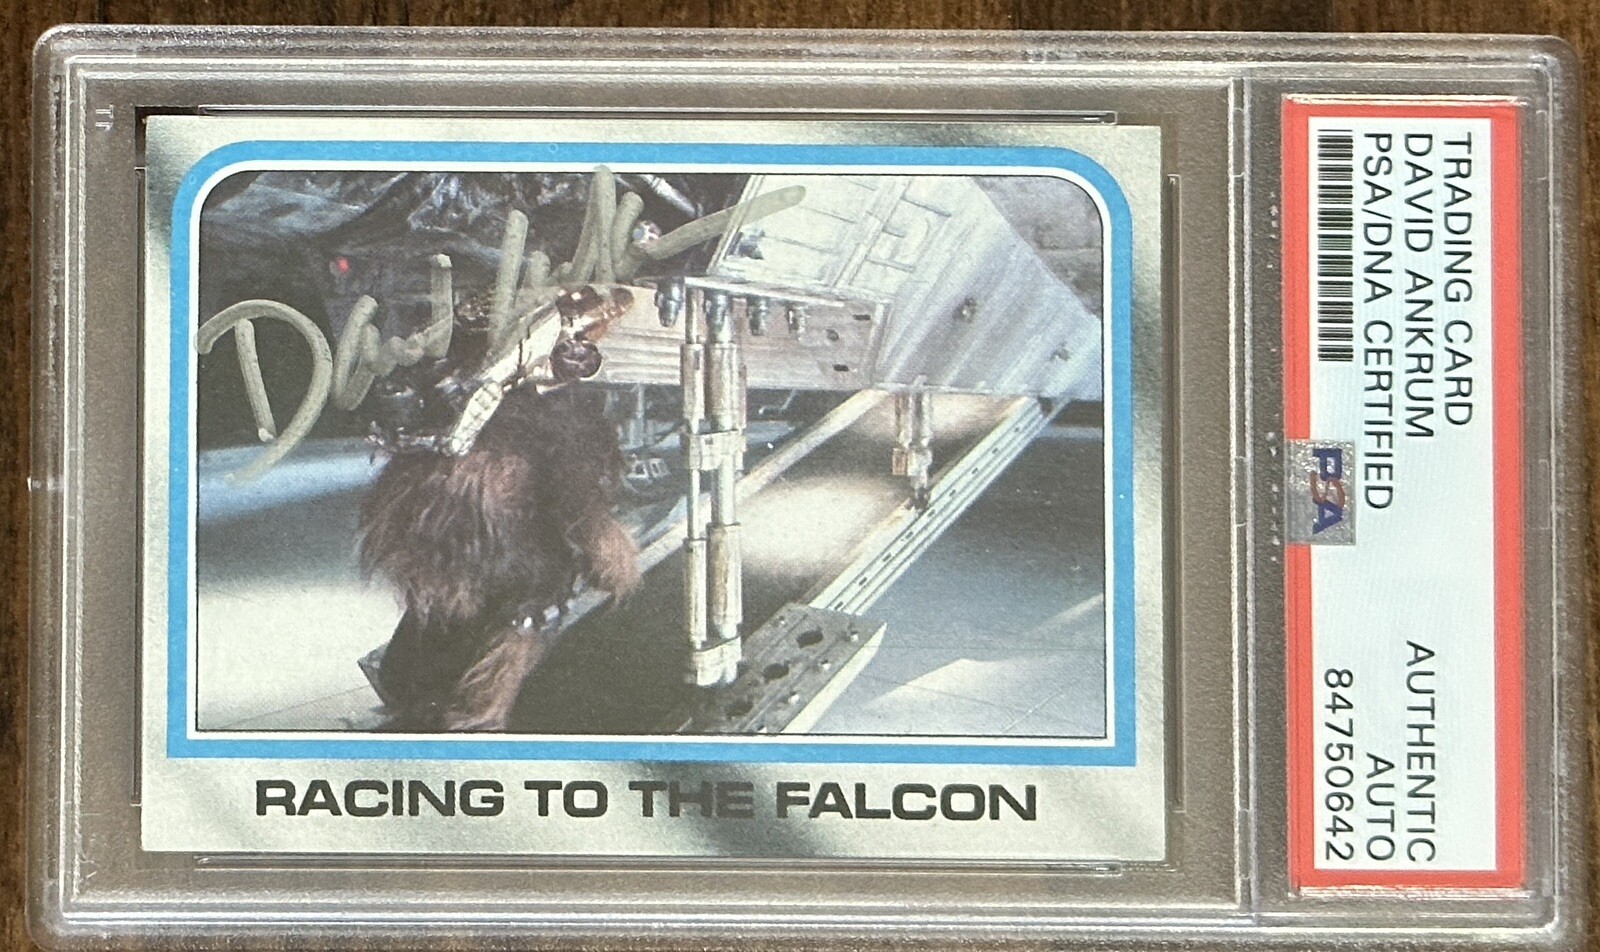 RACING TO THE FALCON
TRADING CARD
DAVID ANKRUM
AUTHENTIC
PSA/DNA CERTIFIED
AUTO
84750642
PSA